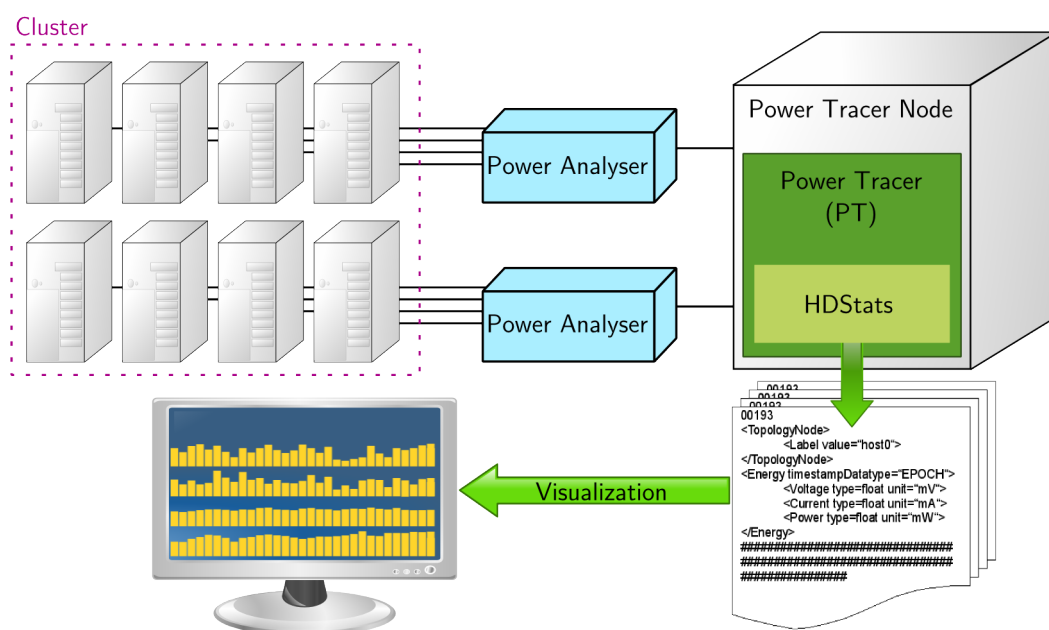 Cluster
Power Analyser
Power Analyser
Power Tracer Node
Power Tracer
(PT)
HDStats
00193
00193
00193
00193
<TopologyNode>
<Label value="host0">
</TopologyNode>
<Energy timestampDatatype="EPOCH">
<Voltage type=float unit="mV">
<Current type=float unit="mA">
<Power type=float unit="mW">
</Energy>
################################
################################
################
Visualization